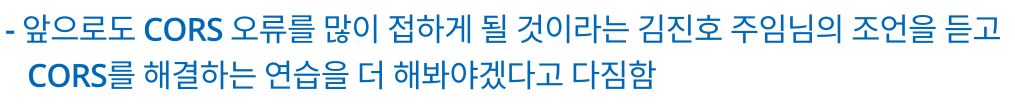 - 앞으로도 CORS 오류를 많이 접하게 될 것이라는 김진호 주임님의 조언을 듣고
CORS를 해결하는 연습을 더 해봐야겠다고 다짐함